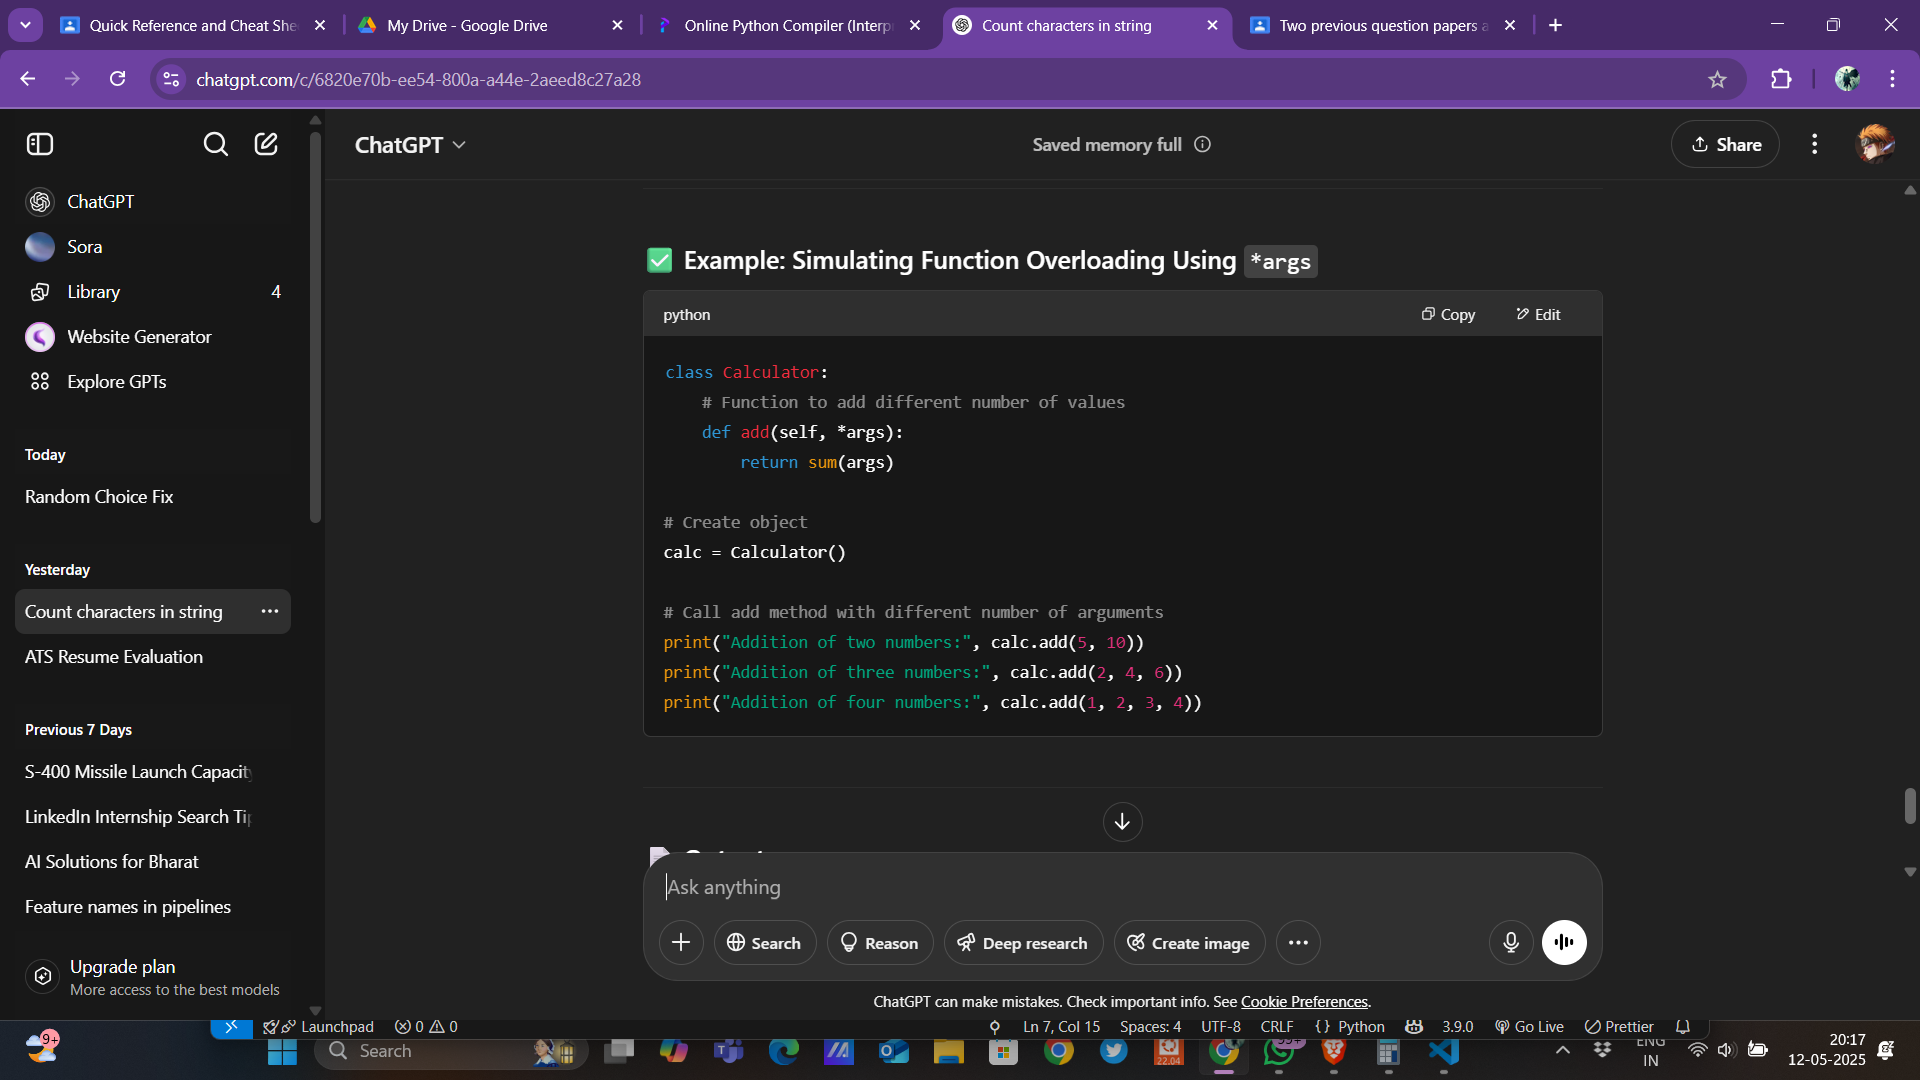 Quick Reference and Cheat She
My Drive - Google Drive
Online Python Compiler (Interp
Count characters in string
Two previous question papers a
chatgpt.com/c/6820e70b-ee54-800a-a44e-2aeed8c27a28
ChatGPT
Saved memory full
Share
ChatGPT
Sora
Library 4
Website Generator
Explore GPTs
Today
Random Choice Fix
Yesterday
Count characters in string
ATS Resume Evaluation
Previous 7 Days
S-400 Missile Launch Capacity
LinkedIn Internship Search Tip
AI Solutions for Bharat
Feature names in pipelines
Upgrade plan
More access to the best models
Example: Simulating Function Overloading Using *args
python
Copy
Edit
class Calculator:
    # Function to add different number of values
    def add(self, *args):
        return sum(args)
# Create object
calc = Calculator()
# Call add method with different number of arguments
print("Addition of two numbers:", calc.add(5, 10))
print("Addition of three numbers:", calc.add(2, 4, 6))
print("Addition of four numbers:", calc.add(1, 2, 3, 4))
Ask anything
Search
Reason
Deep research
Create image
ChatGPT can make mistakes. Check important info. See Cookie Preferences.
Launchpad 0 0 Ln 7, Col 15 Spaces: 4 UTF-8 CRLF {} Python 3.9.0 Go Live Prettier
9+
Search
22.04
99+
ENG
IN
20:17
12-05-2025